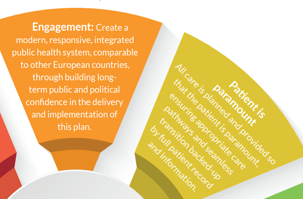 Engagement: Create a
modern, responsive, integrated
public health system, comparable
to other European countries,
through building long-
term public and political
confidence in the delivery
and implementation of
this plan.
Patient is
paramount:
All care is planned and provided so
that the patient is paramount,
ensuring appropriate care
pathways and seamless
transition backed-up
by full patient record
and information.